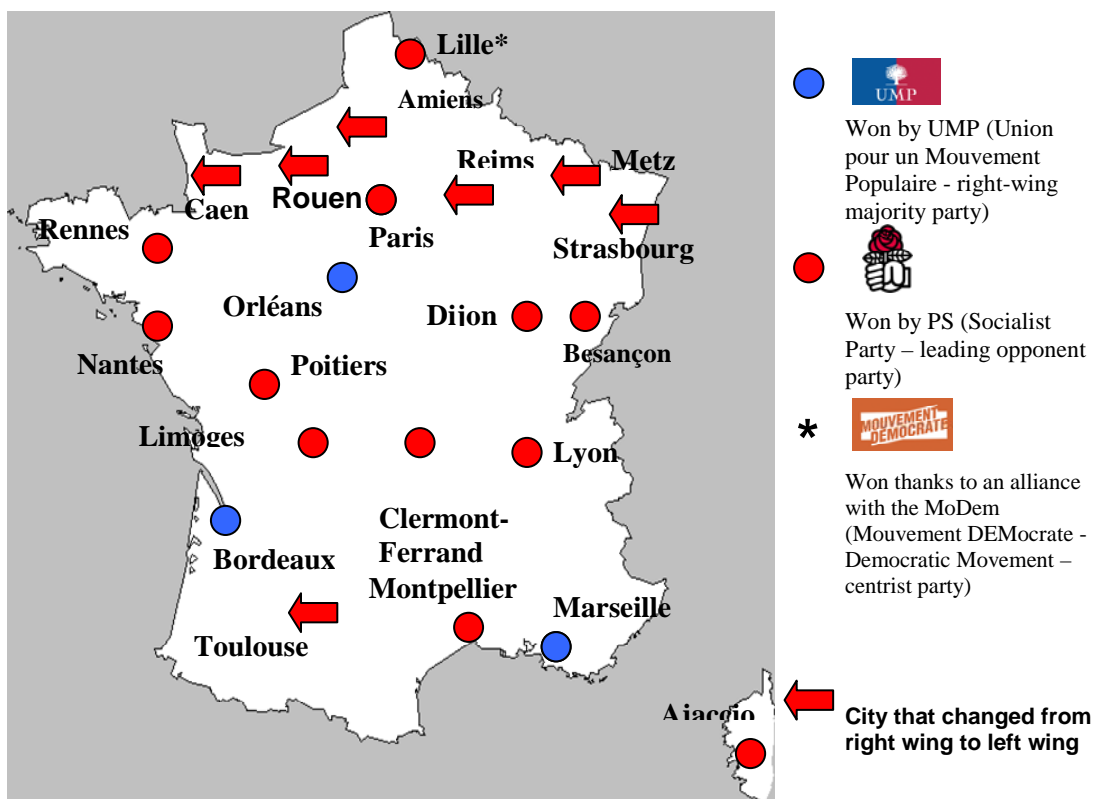 Lille*
Amiens
Reims
Metz
Rouen
Caen
Paris
Strasbourg
Rennes
Orléans
Dijon
Besançon
Nantes
Poitiers
Limoges
Lyon
Clermont-
Ferrand
Bordeaux
Montpellier
Marseille
Toulouse
Ajaccio
UMP
Won by UMP (Union
pour un Mouvement
Populaire - right-wing
majority party)
Won by PS (Socialist
Party – leading opponent
party)
*
MOUVEMENT
DEMOCRATE
Won thanks to an alliance
with the MoDem
(Mouvement DEMocrate -
Democratic Movement –
centrist party)
City that changed from
right wing to left wing